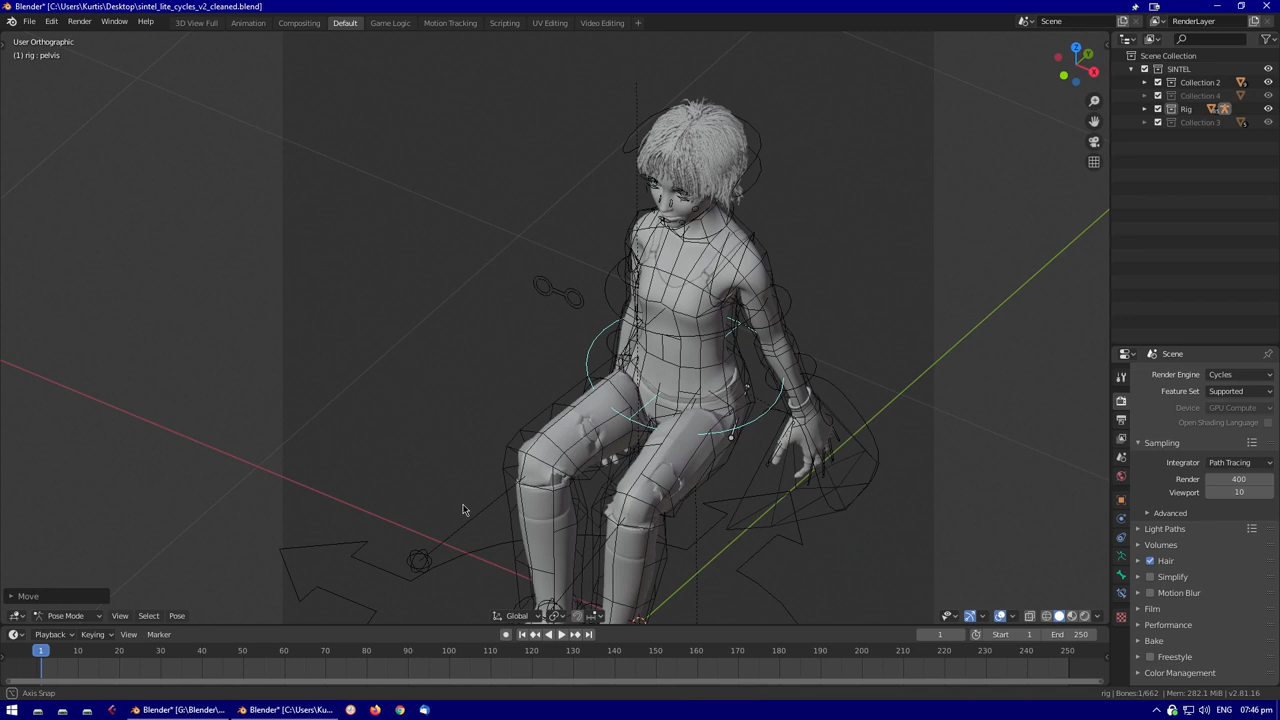 Blender* [C:\Users\Kurtis\Desktop\sintel_lite_cycles_v2_cleaned.blend]
File Edit Render Window Help
3D View Full Animation Compositing Default Game Logic Motion Tracking Scripting UV Editing Video Editing +
Scene RenderLayer
User Orthographic
(1) rig : pelvis
Z
Y
X
Scene Collection
SINTEL
Collection 2
Collection 4
Rig
Collection 3
Scene
Render Engine Cycles
Feature Set Supported
Device GPU Compute
Open Shading Language
Sampling
Integrator Path Tracing
Render 400
Viewport 10
Advanced
Light Paths
Volumes
Hair
Simplify
Motion Blur
Film
Performance
Bake
Freestyle
Color Management
Move
Pose Mode View Select Pose Global
Playback Keying View Marker 1 Start 1 End 250
1 10 20 30 40 50 60 70 80 90 100 110 120 130 140 150 160 170 180 190 200 210 220 230 240 250
Axis Snap rig | Bones:1/662 | Mem: 282.1 MiB | v2.81.16
Blender* [G:\Blender\... Blender* [C:\Users\Ku... ENG 07:46 pm